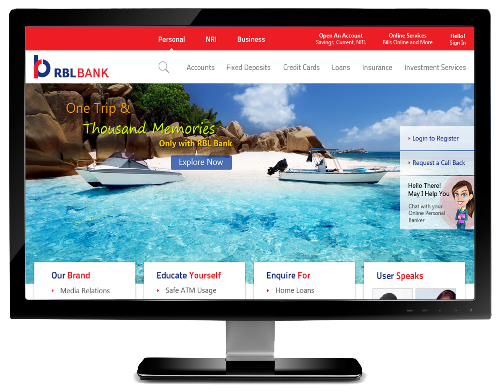 Personal NRI Business
Open An Account
Savings, Current, NRI.
Online Services
Bills Online and More
Hello!
Sign In
RBLBANK
Accounts Fixed Deposits Credit Cards Loans Insurance Investment Services
One Trip &
Thousand Memories
Only with RBL Bank
Explore Now
Login to Register
Request a Call Back
Hello There!
May I Help You
Chat with your
Online Personal
Banker
Our Brand
Media Relations
Educate Yourself
Safe ATM Usage
Enquire For
Home Loans
User Speaks